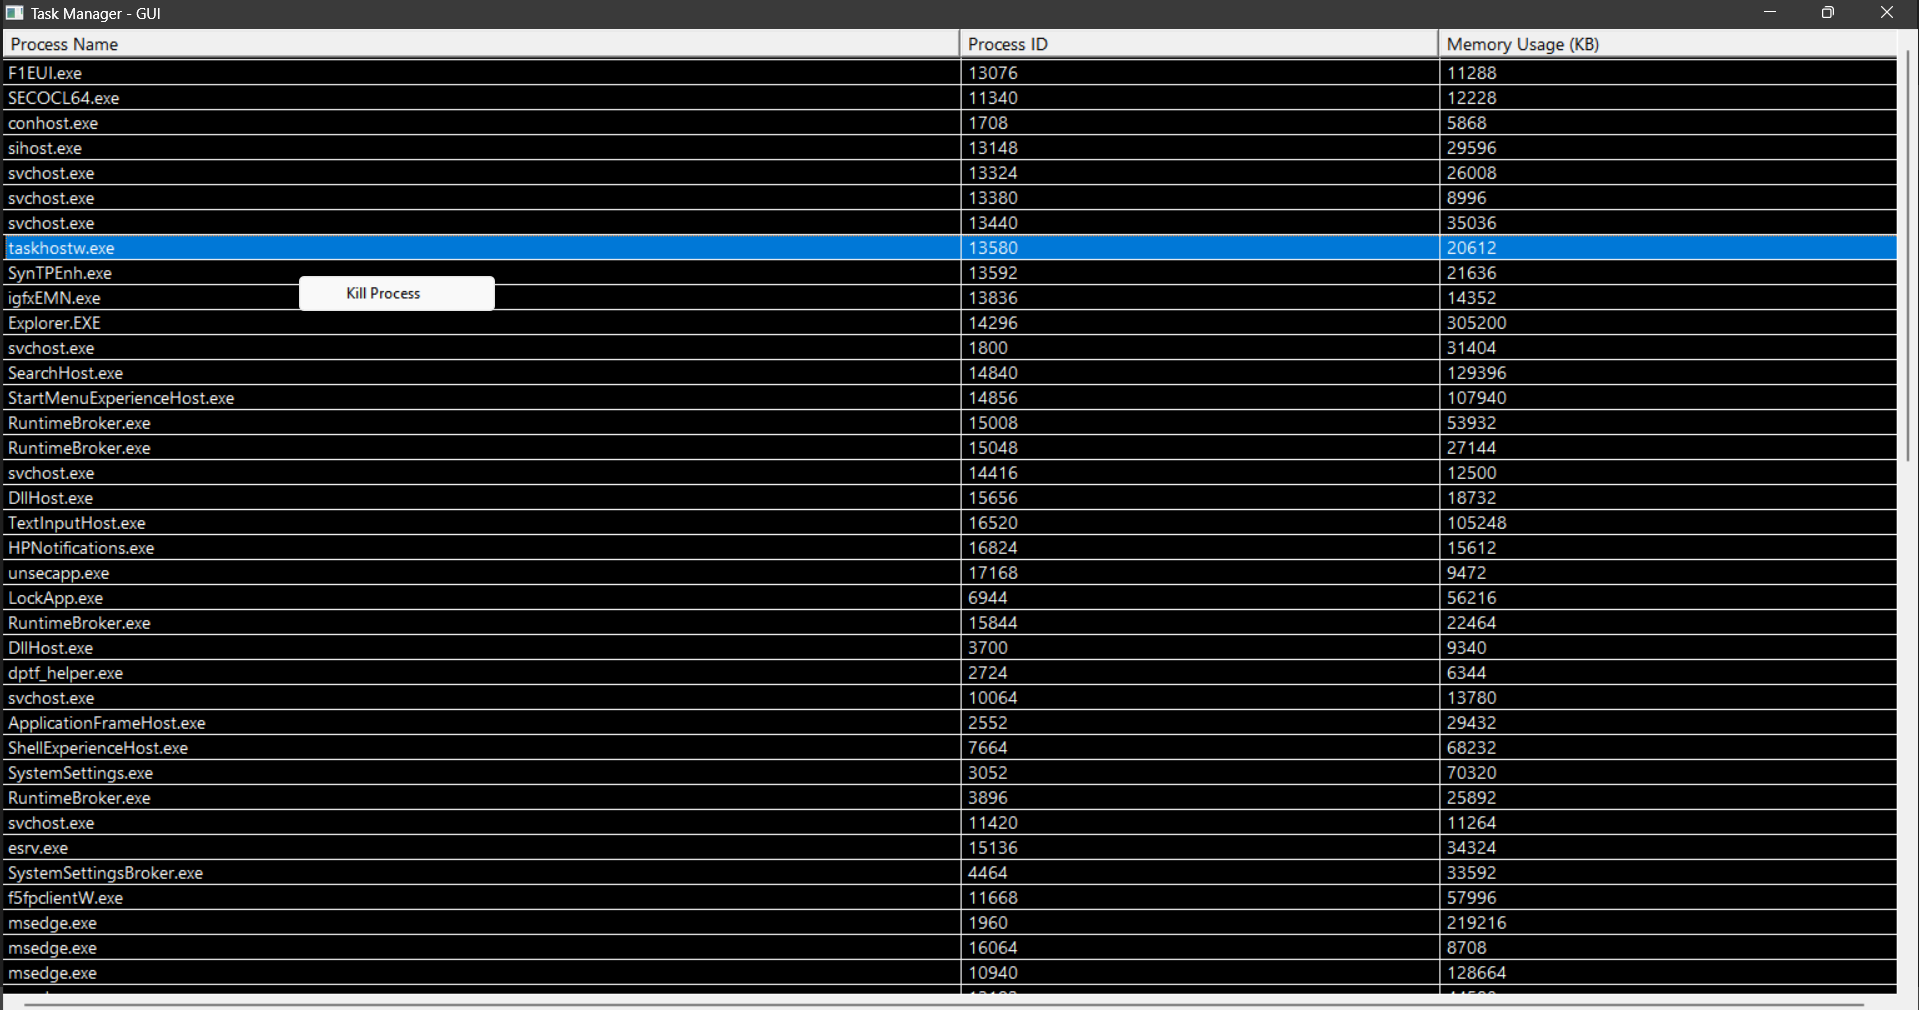 Task Manager - GUI
Process Name Process ID Memory Usage (KB)
F1EUI.exe 13076 11288
SECOCL64.exe 11340 12228
conhost.exe 1708 5868
sihost.exe 13148 29596
svchost.exe 13324 26008
svchost.exe 13380 8996
svchost.exe 13440 35036
taskhostw.exe 13580 20612
SynTPEnh.exe 13592 21636
Kill Process
igfxEMN.exe 13836 14352
Explorer.EXE 14296 305200
svchost.exe 1800 31404
SearchHost.exe 14840 129396
StartMenuExperienceHost.exe 14856 107940
RuntimeBroker.exe 15008 53932
RuntimeBroker.exe 15048 27144
svchost.exe 14416 12500
DllHost.exe 15656 18732
TextInputHost.exe 16520 105248
HPNotifications.exe 16824 15612
unsecapp.exe 17168 9472
LockApp.exe 6944 56216
RuntimeBroker.exe 15844 22464
DllHost.exe 3700 9340
dptf_helper.exe 2724 6344
svchost.exe 10064 13780
ApplicationFrameHost.exe 2552 29432
ShellExperienceHost.exe 7664 68232
SystemSettings.exe 3052 70320
RuntimeBroker.exe 3896 25892
svchost.exe 11420 11264
esrv.exe 15136 34324
SystemSettingsBroker.exe 4464 33592
f5fpclientW.exe 11668 57996
msedge.exe 1960 219216
msedge.exe 16064 8708
msedge.exe 10940 128664